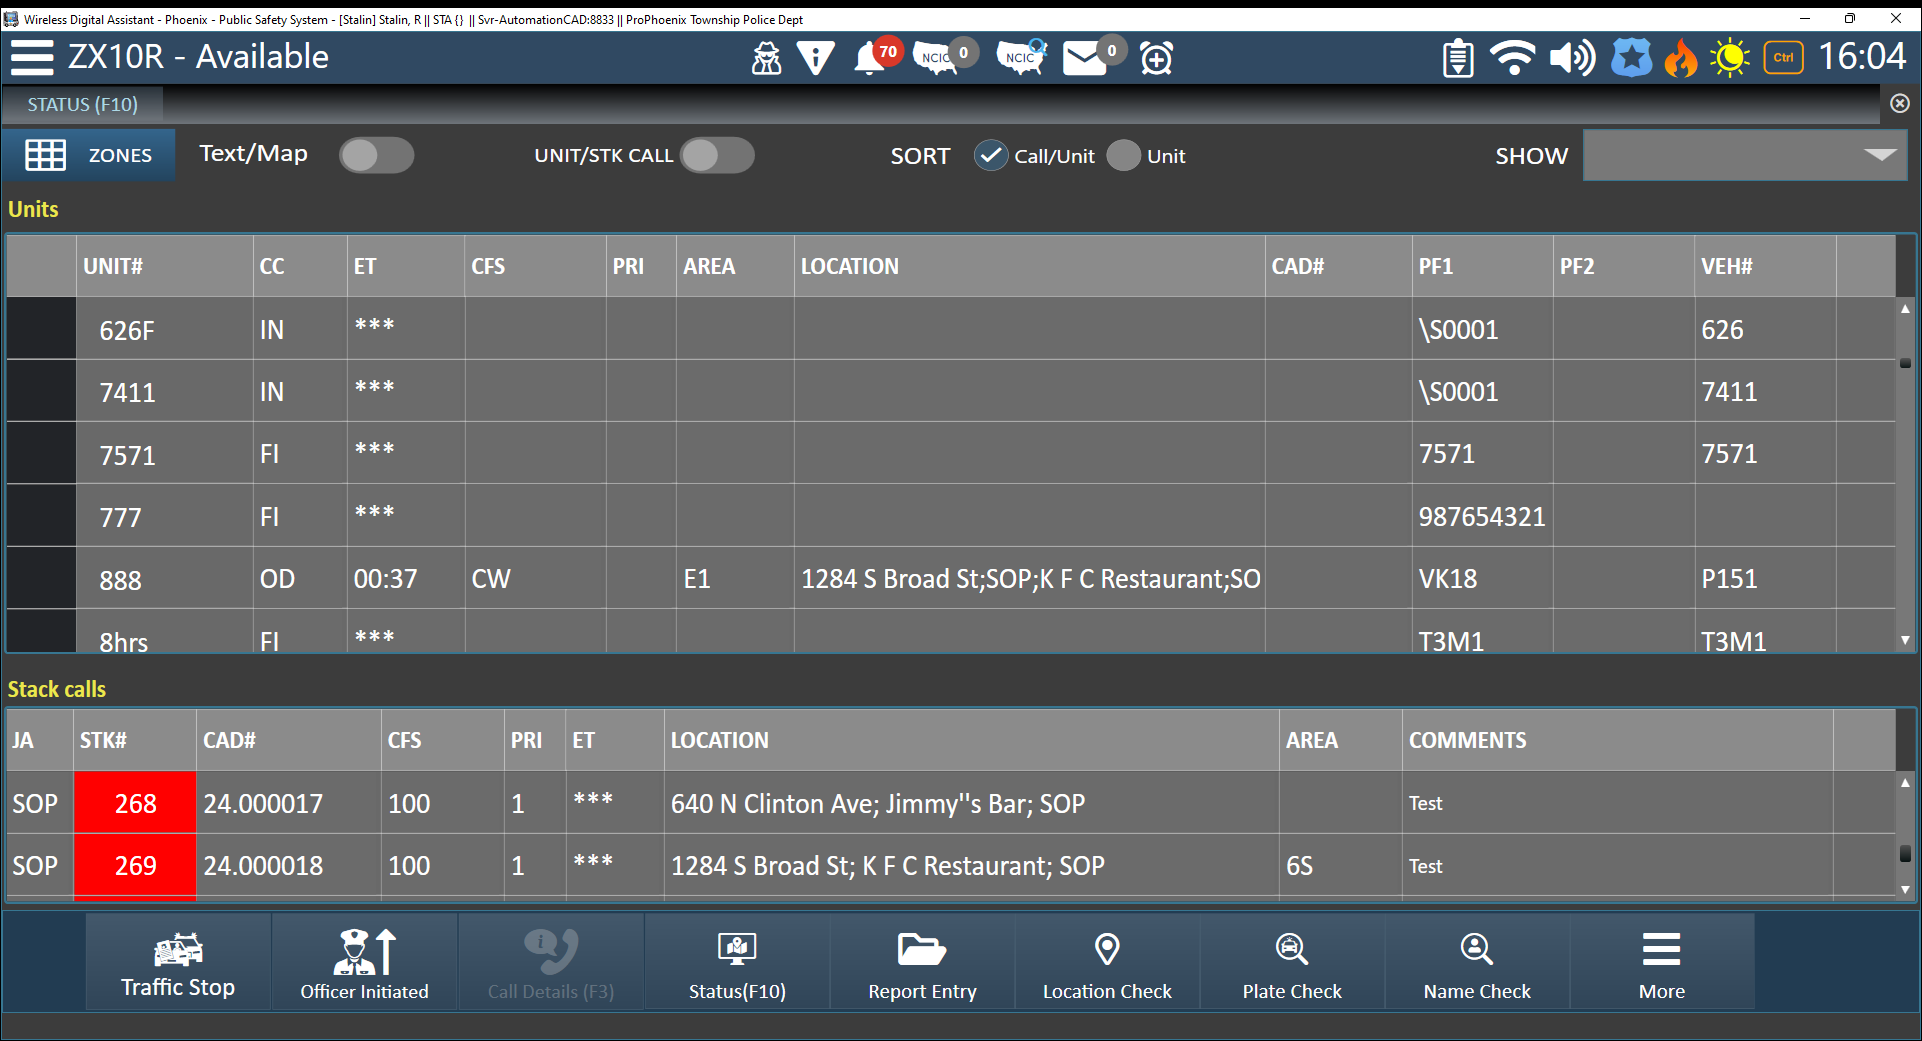 Wireless Digital Assistant - Phoenix - Public Safety System - [Stalin] Stalin, R || STA {} || Svr-AutomationCAD:8833 || ProPhoenix Township Police Dept
ZX10R - Available 70 NCIC 0 NCIC 0 Ctrl 16:04
STATUS (F10)
ZONES Text/Map UNIT/STK CALL SORT Call/Unit Unit SHOW
Units
UNIT# CC ET CFS PRI AREA LOCATION CAD# PF1 PF2 VEH#
626F IN *** \S0001 626
7411 IN *** \S0001 7411
7571 FI *** 7571 7571
777 FI *** 987654321
888 OD 00:37 CW E1 1284 S Broad St;SOP;K F C Restaurant;SO VK18 P151
8hrs FI *** T3M1 T3M1
Stack calls
JA STK# CAD# CFS PRI ET LOCATION AREA COMMENTS
SOP 268 24.000017 100 1 *** 640 N Clinton Ave; Jimmy''s Bar; SOP Test
SOP 269 24.000018 100 1 *** 1284 S Broad St; K F C Restaurant; SOP 6S Test
Traffic Stop Officer Initiated Call Details (F3) Status(F10) Report Entry Location Check Plate Check Name Check More